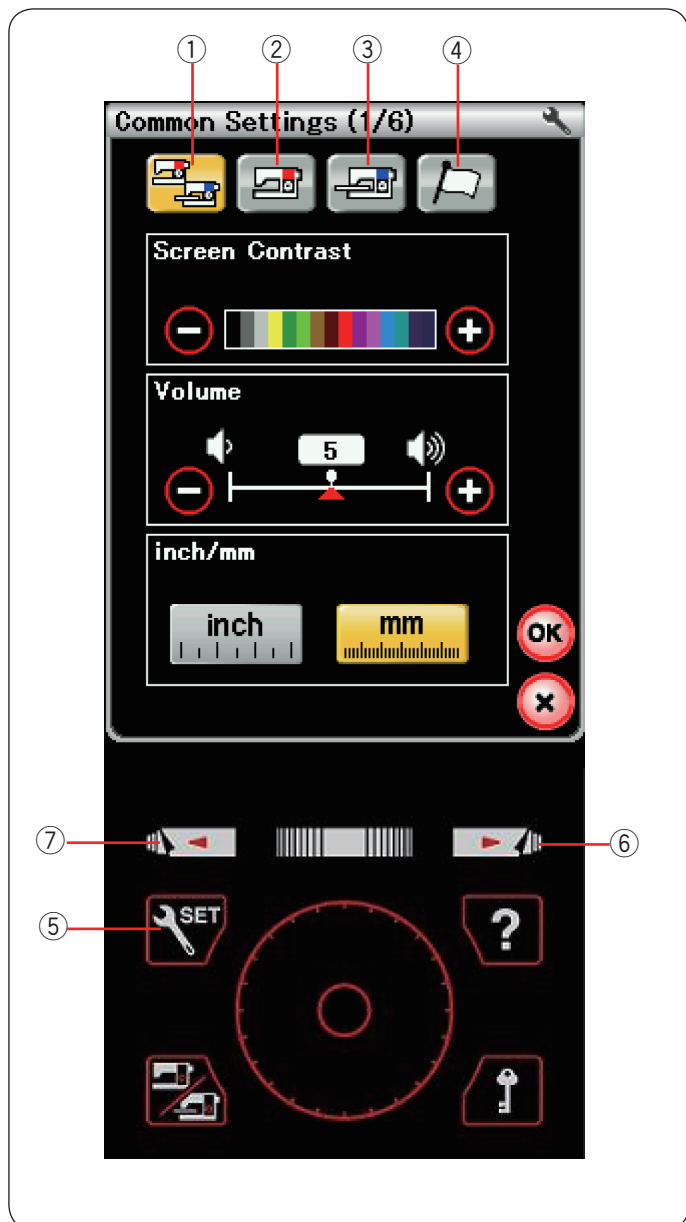 ① ② ③ ④
Common Settings (1/6)
Screen Contrast
Volume
5
inch/mm
inch mm
OK
⑦ ⑥
⑤ SET ?